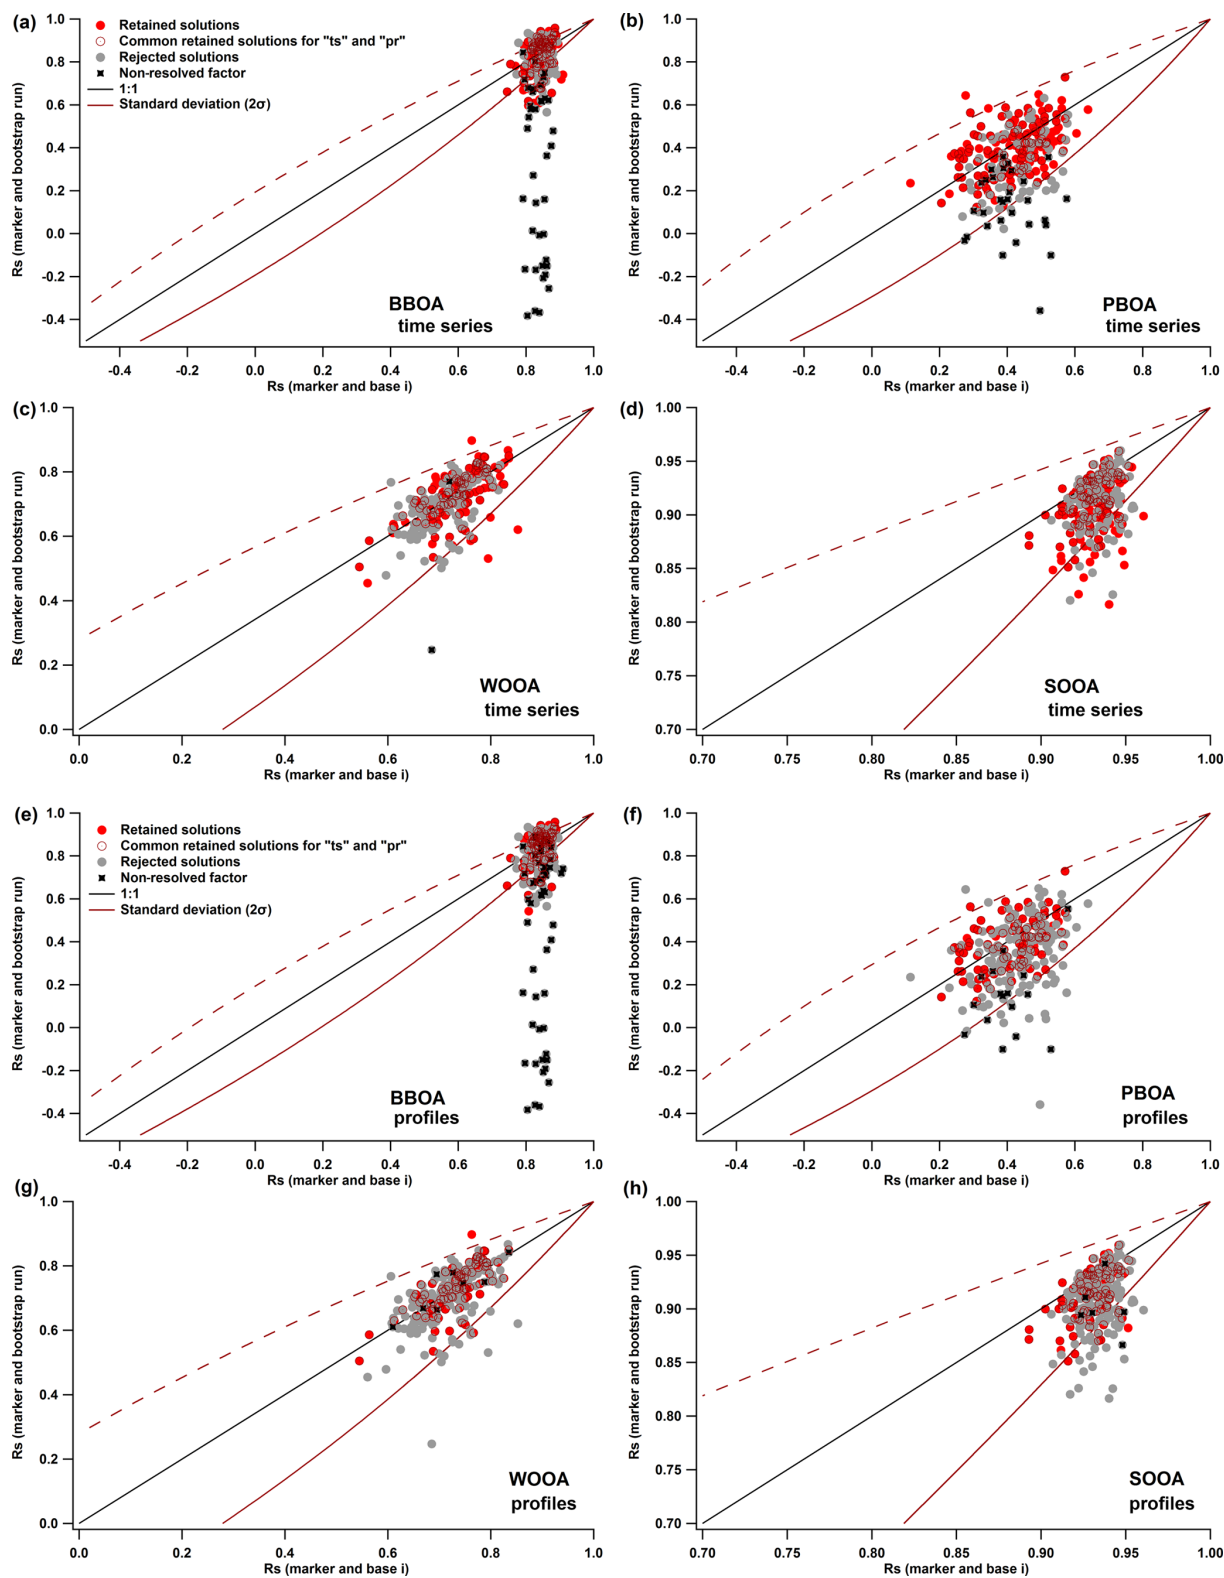 (a)
Retained solutions
Common retained solutions for "ts" and "pr"
Rejected solutions
Non-resolved factor
1:1
Standard deviation (2σ)
1.0
0.8
0.6
0.4
0.2
0.0
-0.2
-0.4
Rs (marker and bootstrap run)
BBOA
time series
-0.4 -0.2 0.0 0.2 0.4 0.6 0.8 1.0
Rs (marker and base i)
(b)
1.0
0.8
0.6
0.4
0.2
0.0
-0.2
-0.4
Rs (marker and bootstrap run)
PBOA
time series
-0.4 -0.2 0.0 0.2 0.4 0.6 0.8 1.0
Rs (marker and base i)
(c)
1.0
0.8
0.6
0.4
0.2
0.0
Rs (marker and bootstrap run)
WOOA
time series
0.0 0.2 0.4 0.6 0.8 1.0
Rs (marker and base i)
(d)
1.00
0.95
0.90
0.85
0.80
0.75
0.70
Rs (marker and bootstrap run)
SOOA
time series
0.70 0.75 0.80 0.85 0.90 0.95 1.00
Rs (marker and base i)
(e)
Retained solutions
Common retained solutions for "ts" and "pr"
Rejected solutions
Non-resolved factor
1:1
Standard deviation (2σ)
1.0
0.8
0.6
0.4
0.2
0.0
-0.2
-0.4
Rs (marker and bootstrap run)
BBOA
profiles
-0.4 -0.2 0.0 0.2 0.4 0.6 0.8 1.0
Rs (marker and base i)
(f)
1.0
0.8
0.6
0.4
0.2
0.0
-0.2
-0.4
Rs (marker and bootstrap run)
PBOA
profiles
-0.4 -0.2 0.0 0.2 0.4 0.6 0.8 1.0
Rs (marker and base i)
(g)
1.0
0.8
0.6
0.4
0.2
0.0
Rs (marker and bootstrap run)
WOOA
profiles
0.0 0.2 0.4 0.6 0.8 1.0
Rs (marker and base i)
(h)
1.00
0.95
0.90
0.85
0.80
0.75
0.70
Rs (marker and bootstrap run)
SOOA
profiles
0.70 0.75 0.80 0.85 0.90 0.95 1.00
Rs (marker and base i)